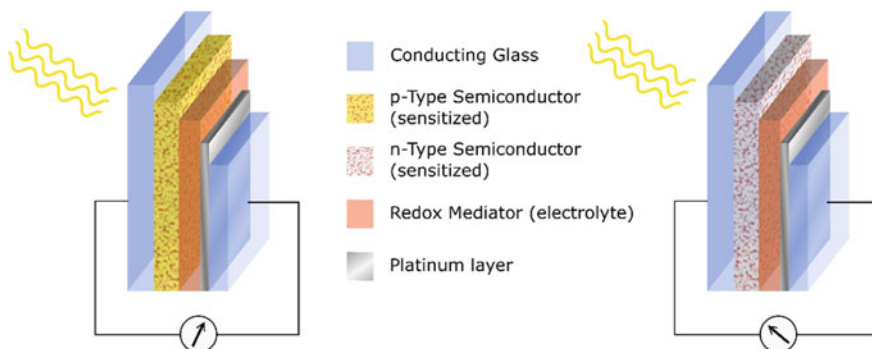 Conducting Glass
p-Type Semiconductor
(sensitized)
n-Type Semiconductor
(sensitized)
Redox Mediator (electrolyte)
Platinum layer